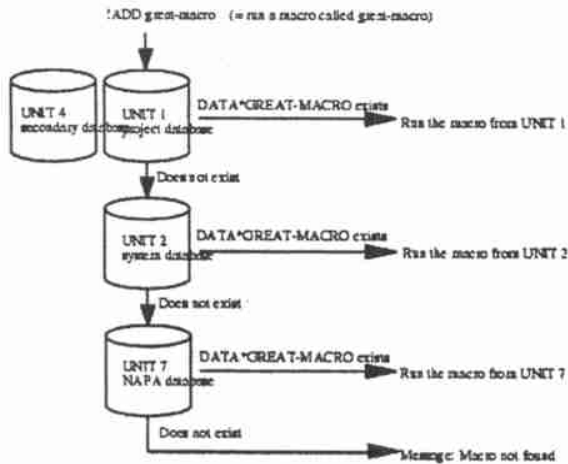 !ADD great-macro (= run a macro called great-macro)
UNIT 4
secondary database
UNIT 1
project database
DATA*GREAT-MACRO exists
Run the macro from UNIT 1
Does not exist
UNIT 2
system database
DATA*GREAT-MACRO exists
Run the macro from UNIT 2
Does not exist
UNIT 7
NAPA database
DATA*GREAT-MACRO exists
Run the macro from UNIT 7
Does not exist
Message: Macro not found